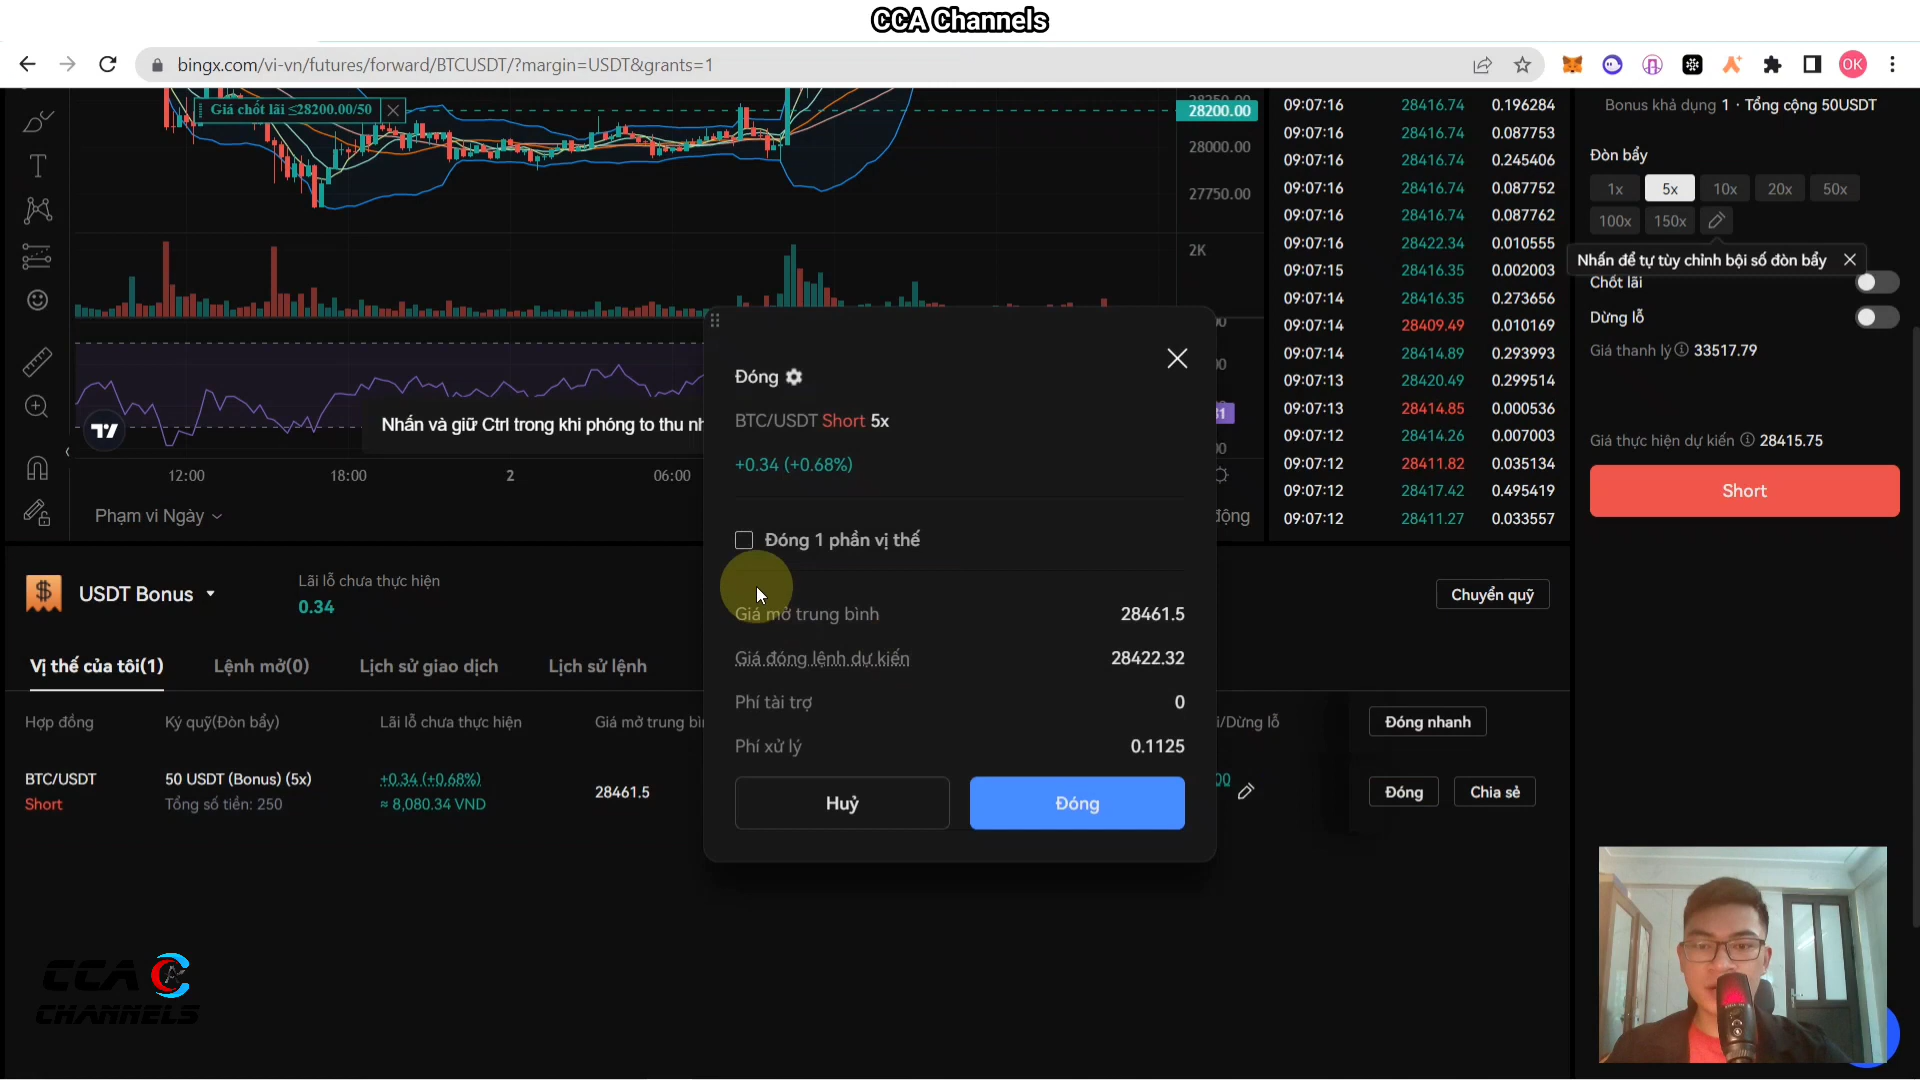 CCA Channels
bingx.com/vi-vn/futures/forward/BTCUSDT/?margin=USDT&grants=1
OK
Giá chốt lãi ≤28200.00/50
28200.00
28000.00
27750.00
2K
Nhấn và giữ Ctrl trong khi phóng to thu nh
12:00
18:00
2
06:00
Phạm vi Ngày
09:07:16 28416.74 0.196284
09:07:16 28416.74 0.087753
09:07:16 28416.74 0.245406
09:07:16 28416.74 0.087752
09:07:16 28416.74 0.087762
09:07:16 28422.34 0.010555
09:07:15 28416.35 0.002003
09:07:14 28416.35 0.273656
09:07:14 28409.49 0.010169
09:07:14 28414.89 0.293993
09:07:13 28420.49 0.299514
09:07:13 28414.85 0.000536
09:07:12 28414.26 0.007003
09:07:12 28411.82 0.035134
09:07:12 28417.42 0.495419
09:07:12 28411.27 0.033557
Bonus khả dụng 1 · Tổng cộng 50USDT
Đòn bẩy
1x 5x 10x 20x 50x
100x 150x
Nhấn để tự tùy chỉnh bội số đòn bẩy
Chốt lãi
Dừng lỗ
Giá thanh lý 33517.79
Giá thực hiện dự kiến 28415.75
Short
Đóng
BTC/USDT Short 5x
+0.34 (+0.68%)
Đóng 1 phần vị thế
Giá mở trung bình 28461.5
Giá đóng lệnh dự kiến 28422.32
Phí tài trợ 0
Phí xử lý 0.1125
Huỷ Đóng
USDT Bonus
Lãi lỗ chưa thực hiện
0.34
Chuyển quỹ
Vị thế của tôi(1) Lệnh mở(0) Lịch sử giao dịch Lịch sử lệnh
Hợp đồng Ký quỹ(Đòn bẩy) Lãi lỗ chưa thực hiện Giá mở trung bì i/Dừng lỗ Đóng nhanh
BTC/USDT 50 USDT (Bonus) (5x) +0.34 (+0.68%) 28461.5 Đóng Chia sẻ
Short Tổng số tiền: 250 ≈ 8,080.34 VND
CCA
CHANNELS